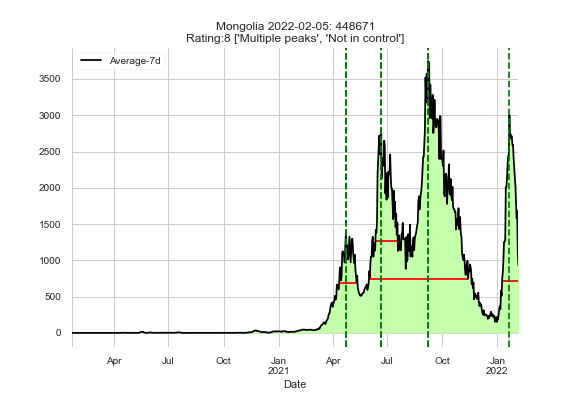 Mongolia 2022-02-05: 448671
Rating:8 ['Multiple peaks', 'Not in control']
Average-7d
3500
3000
2500
2000
1500
1000
500
0
Apr Jul Oct Jan Apr Jul Oct Jan
2021 2022
Date